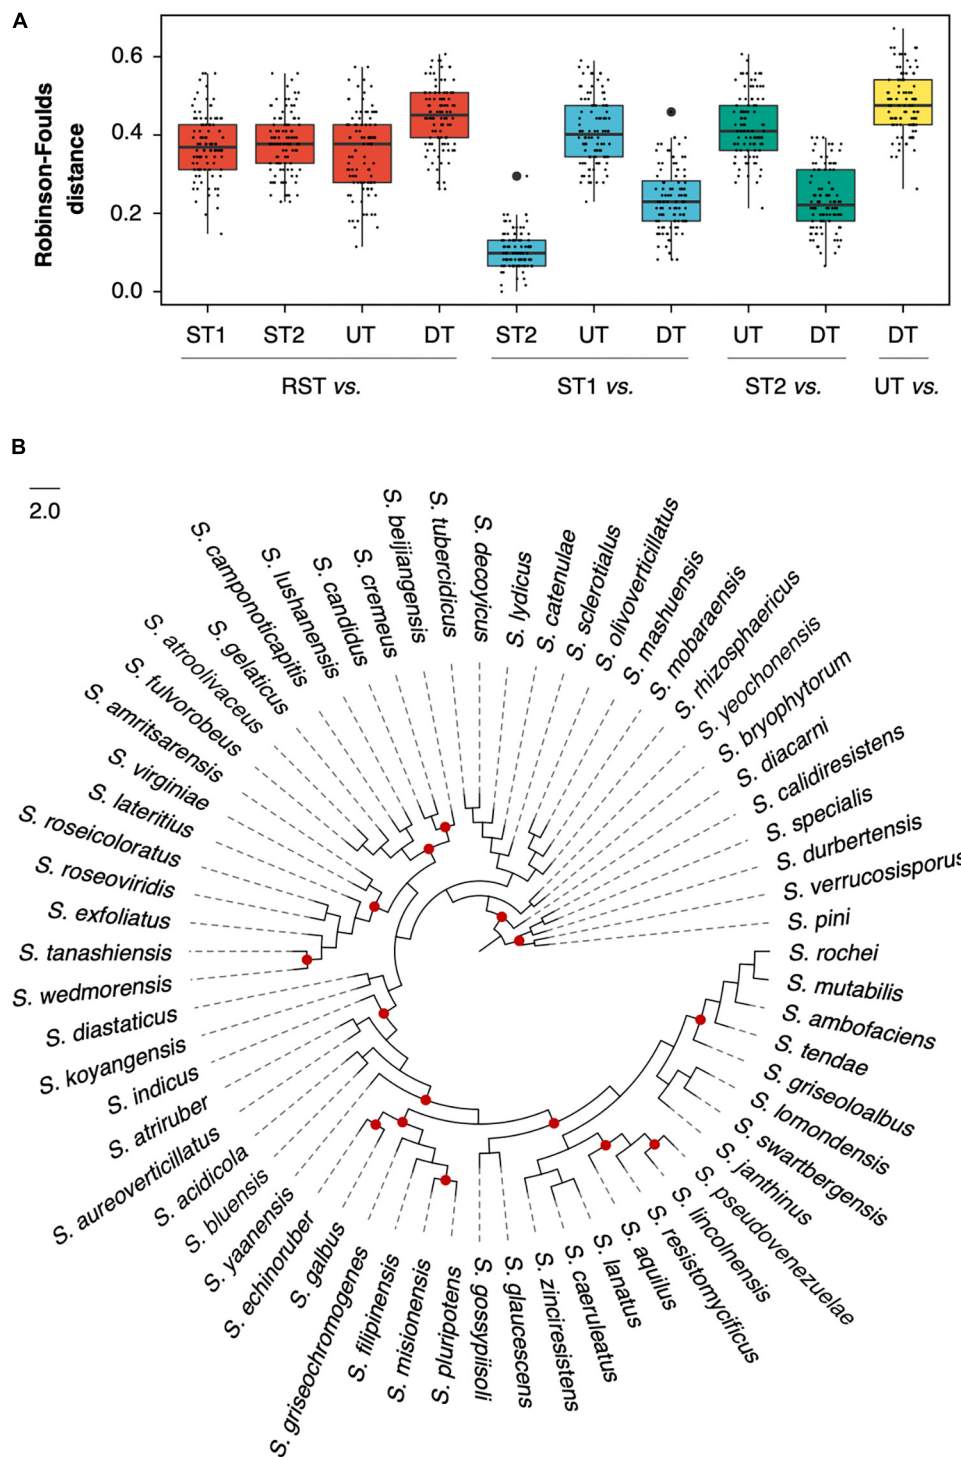 A
Robinson-Foulds
distance
0.6
0.4
0.2
0.0
ST1 ST2 UT DT ST2 UT DT UT DT DT
RST vs. ST1 vs. ST2 vs. UT vs.
B
2.0
S. camponoticapitis
S. lushanensis
S. candidus
S. cremeus
S. beijiangensis
S. tubercidicus
S. decoyicus
S. lydicus
S. catenulae
S. sclerotialus
S. olivoverticillatus
S. mashuensis
S. mobaraensis
S. rhizosphaericus
S. yeochonensis
S. bryophytorum
S. diacarni
S. calidiresistens
S. specialis
S. durbertensis
S. verrucosisporus
S. pini
S. rochei
S. mutabilis
S. ambofaciens
S. tendae
S. griseoloalbus
S. lomondensis
S. swartbergensis
S. janthinus
S. pseudovenezuelae
S. lincolnensis
S. resistomycificus
S. aquilus
S. lanatus
S. caeruleatus
S. zinciresistens
S. glaucescens
S. gossypiisoli
S. pluripotens
S. misionensis
S. filipinensis
S. griseochromogenes
S. galbus
S. echinoruber
S. yaanensis
S. bluensis
S. acidicola
S. aureoverticillatus
S. atriruber
S. indicus
S. koyangensis
S. diastaticus
S. wedmorensis
S. tanashiensis
S. exfoliatus
S. roseoviridis
S. roseicoloratus
S. lateritius
S. virginiae
S. amritsarensis
S. fulvorobeus
S. atroolivaceus
S. gelaticus